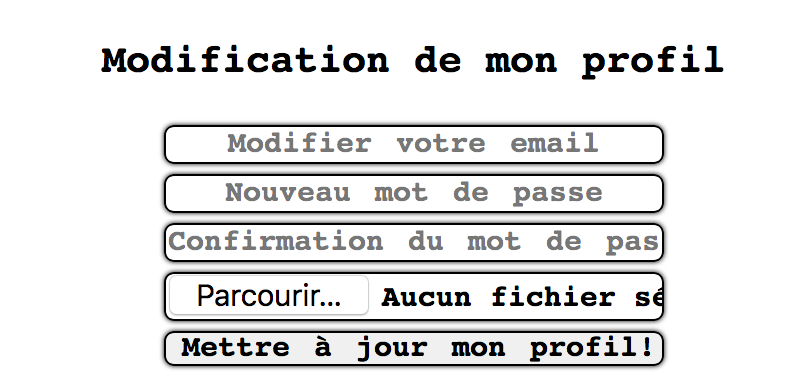 Modification de mon profil
Modifier votre email
Nouveau mot de passe
Confirmation du mot de pas
Parcourir... Aucun fichier sé
Mettre à jour mon profil!